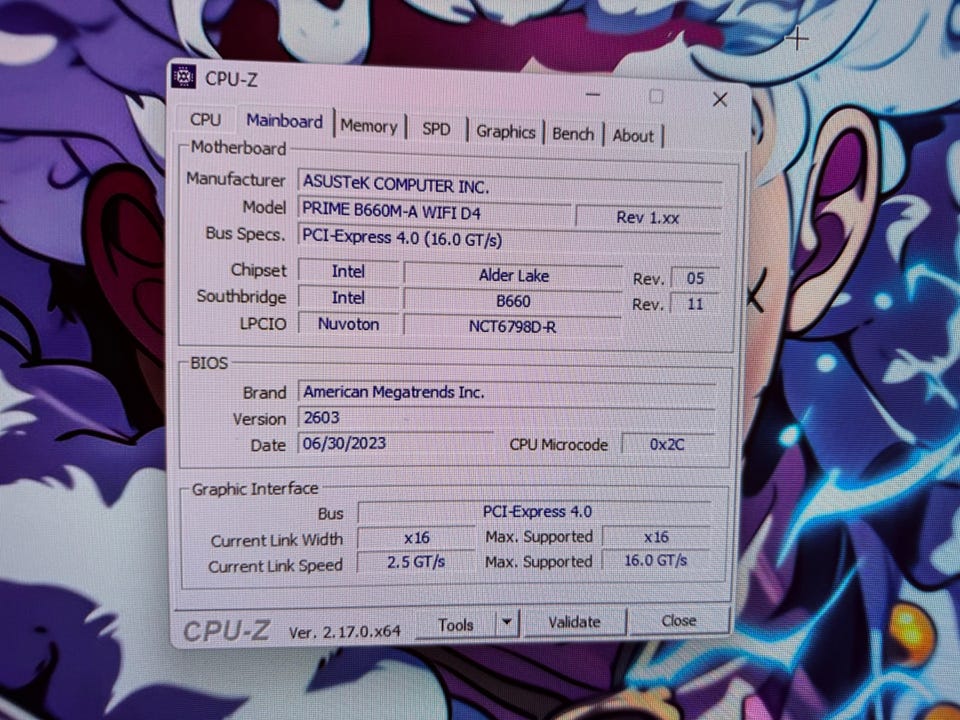 CPU-Z
CPU Mainboard Memory SPD Graphics Bench About
Motherboard
Manufacturer ASUSTeK COMPUTER INC.
Model PRIME B660M-A WIFI D4 Rev 1.xx
Bus Specs. PCI-Express 4.0 (16.0 GT/s)
Chipset Intel Alder Lake Rev. 05
Southbridge Intel B660 Rev. 11
LPCIO Nuvoton NCT6798D-R
BIOS
Brand American Megatrends Inc.
Version 2603
Date 06/30/2023 CPU Microcode 0x2C
Graphic Interface
Bus PCI-Express 4.0
Current Link Width x16 Max. Supported x16
Current Link Speed 2.5 GT/s Max. Supported 16.0 GT/s
CPU-Z Ver. 2.17.0.x64 Tools Validate Close